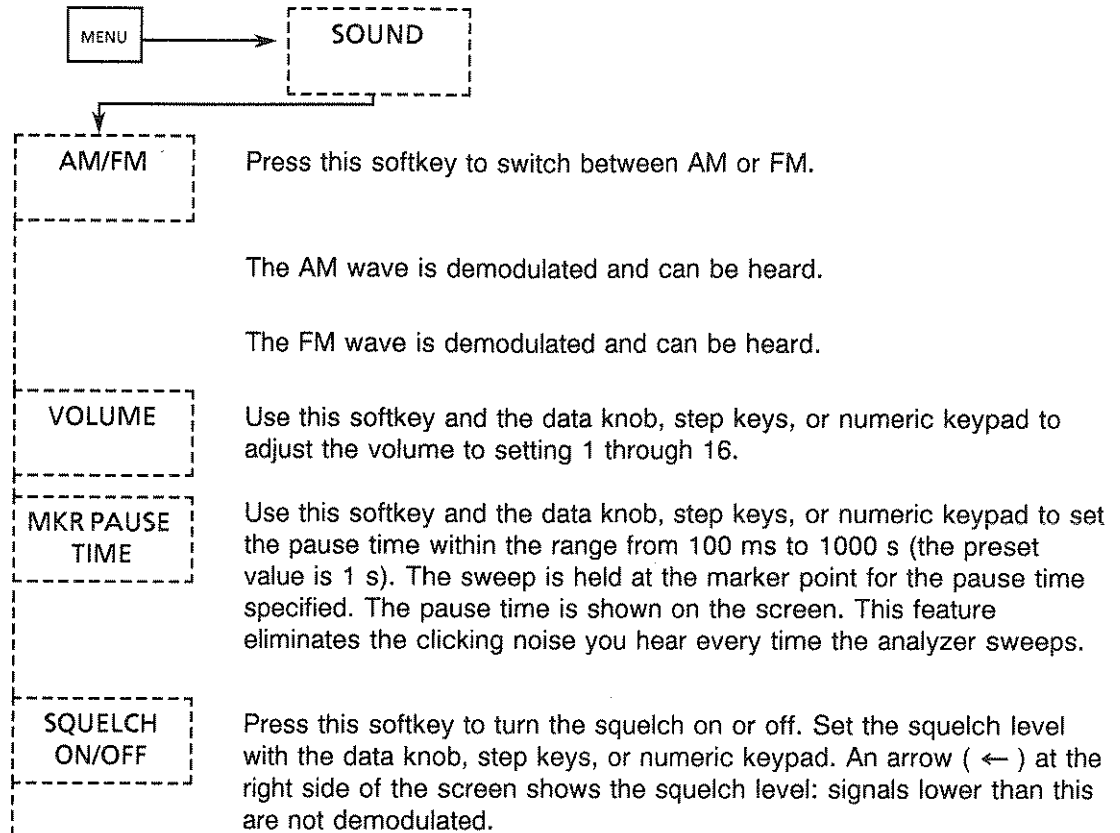 MENU
SOUND
AM/FM
Press this softkey to switch between AM or FM.
The AM wave is demodulated and can be heard.
The FM wave is demodulated and can be heard.
VOLUME
Use this softkey and the data knob, step keys, or numeric keypad to
adjust the volume to setting 1 through 16.
MKR PAUSE
TIME
Use this softkey and the data knob, step keys, or numeric keypad to set
the pause time within the range from 100 ms to 1000 s (the preset
value is 1 s). The sweep is held at the marker point for the pause time
specified. The pause time is shown on the screen. This feature
eliminates the clicking noise you hear every time the analyzer sweeps.
SQUELCH
ON/OFF
Press this softkey to turn the squelch on or off. Set the squelch level
with the data knob, step keys, or numeric keypad. An arrow ( ← ) at the
right side of the screen shows the squelch level: signals lower than this
are not demodulated.